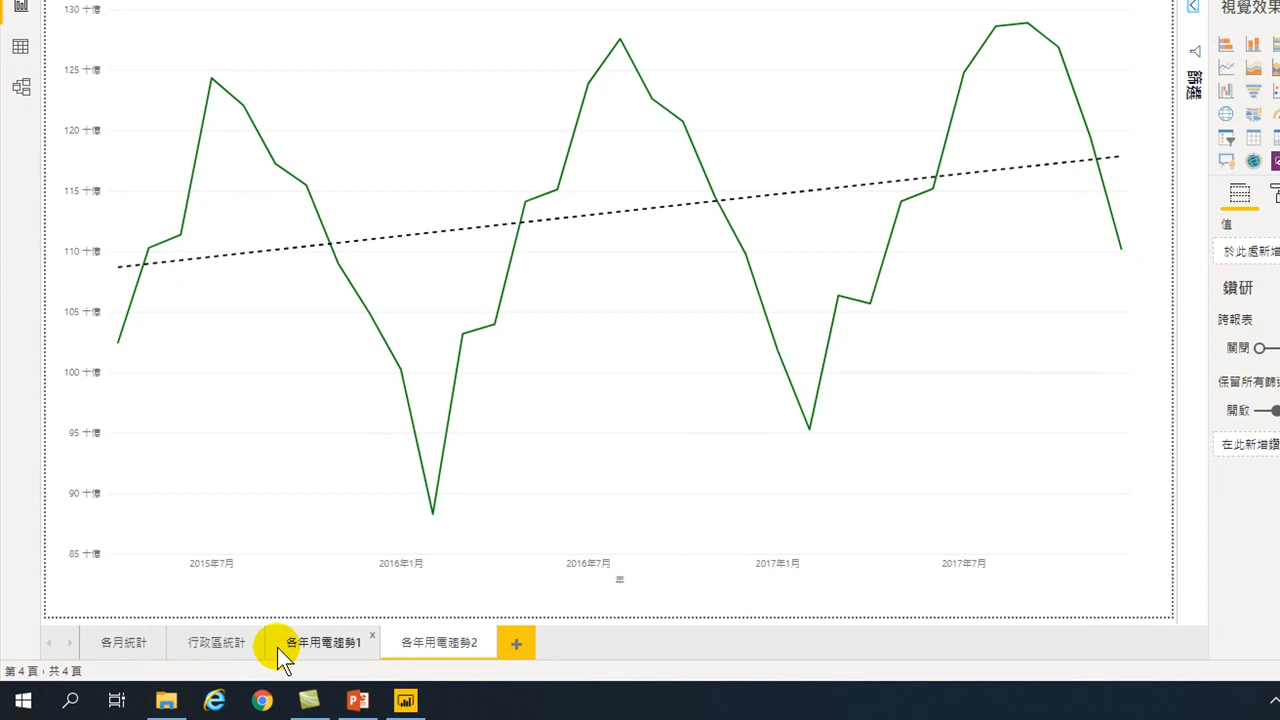 視覺效果
130 十億
125 十億
120 十億
115 十億
110 十億
105 十億
100 十億
95 十億
90 十億
85 十億
2015年7月
2016年1月
2016年7月
2017年1月
2017年7月
年
篩選
值
於此處新增
鑽研
跨報表
關閉
保留所有篩選
開啟
在此新增鑽
各月統計
行政區統計
各年用電趨勢1
各年用電趨勢2
第 4 頁，共 4 頁